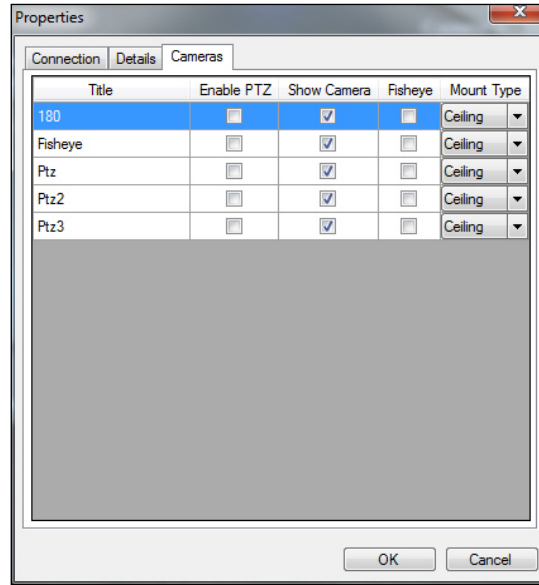 Properties
Connection Details Cameras
Title Enable PTZ Show Camera Fisheye Mount Type
180 Ceiling
Fisheye Ceiling
Ptz Ceiling
Ptz2 Ceiling
Ptz3 Ceiling
OK Cancel